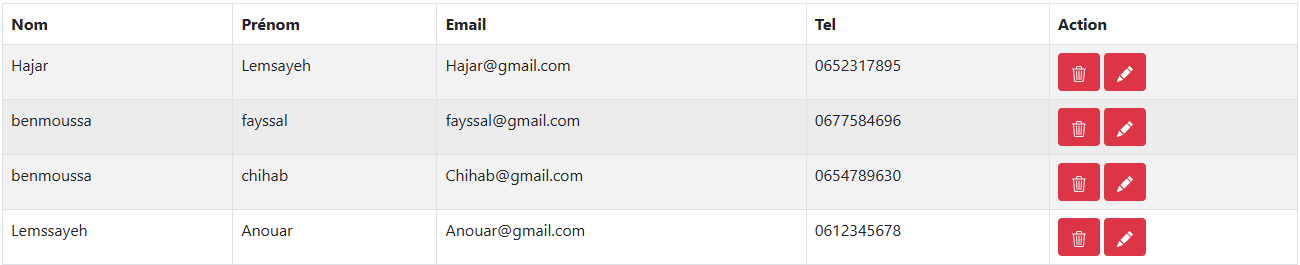 Nom Prénom Email Tel Action
Hajar Lemsayeh Hajar@gmail.com 0652317895
benmoussa fayssal fayssal@gmail.com 0677584696
benmoussa chihab Chihab@gmail.com 0654789630
Lemssayeh Anouar Anouar@gmail.com 0612345678